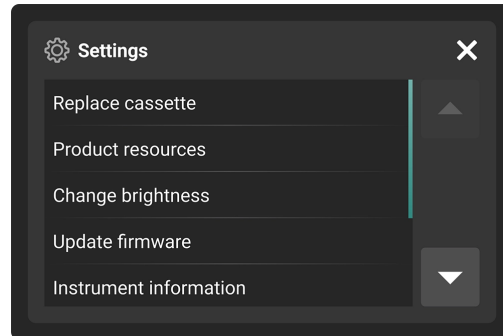 Settings
Replace cassette
Product resources
Change brightness
Update firmware
Instrument information